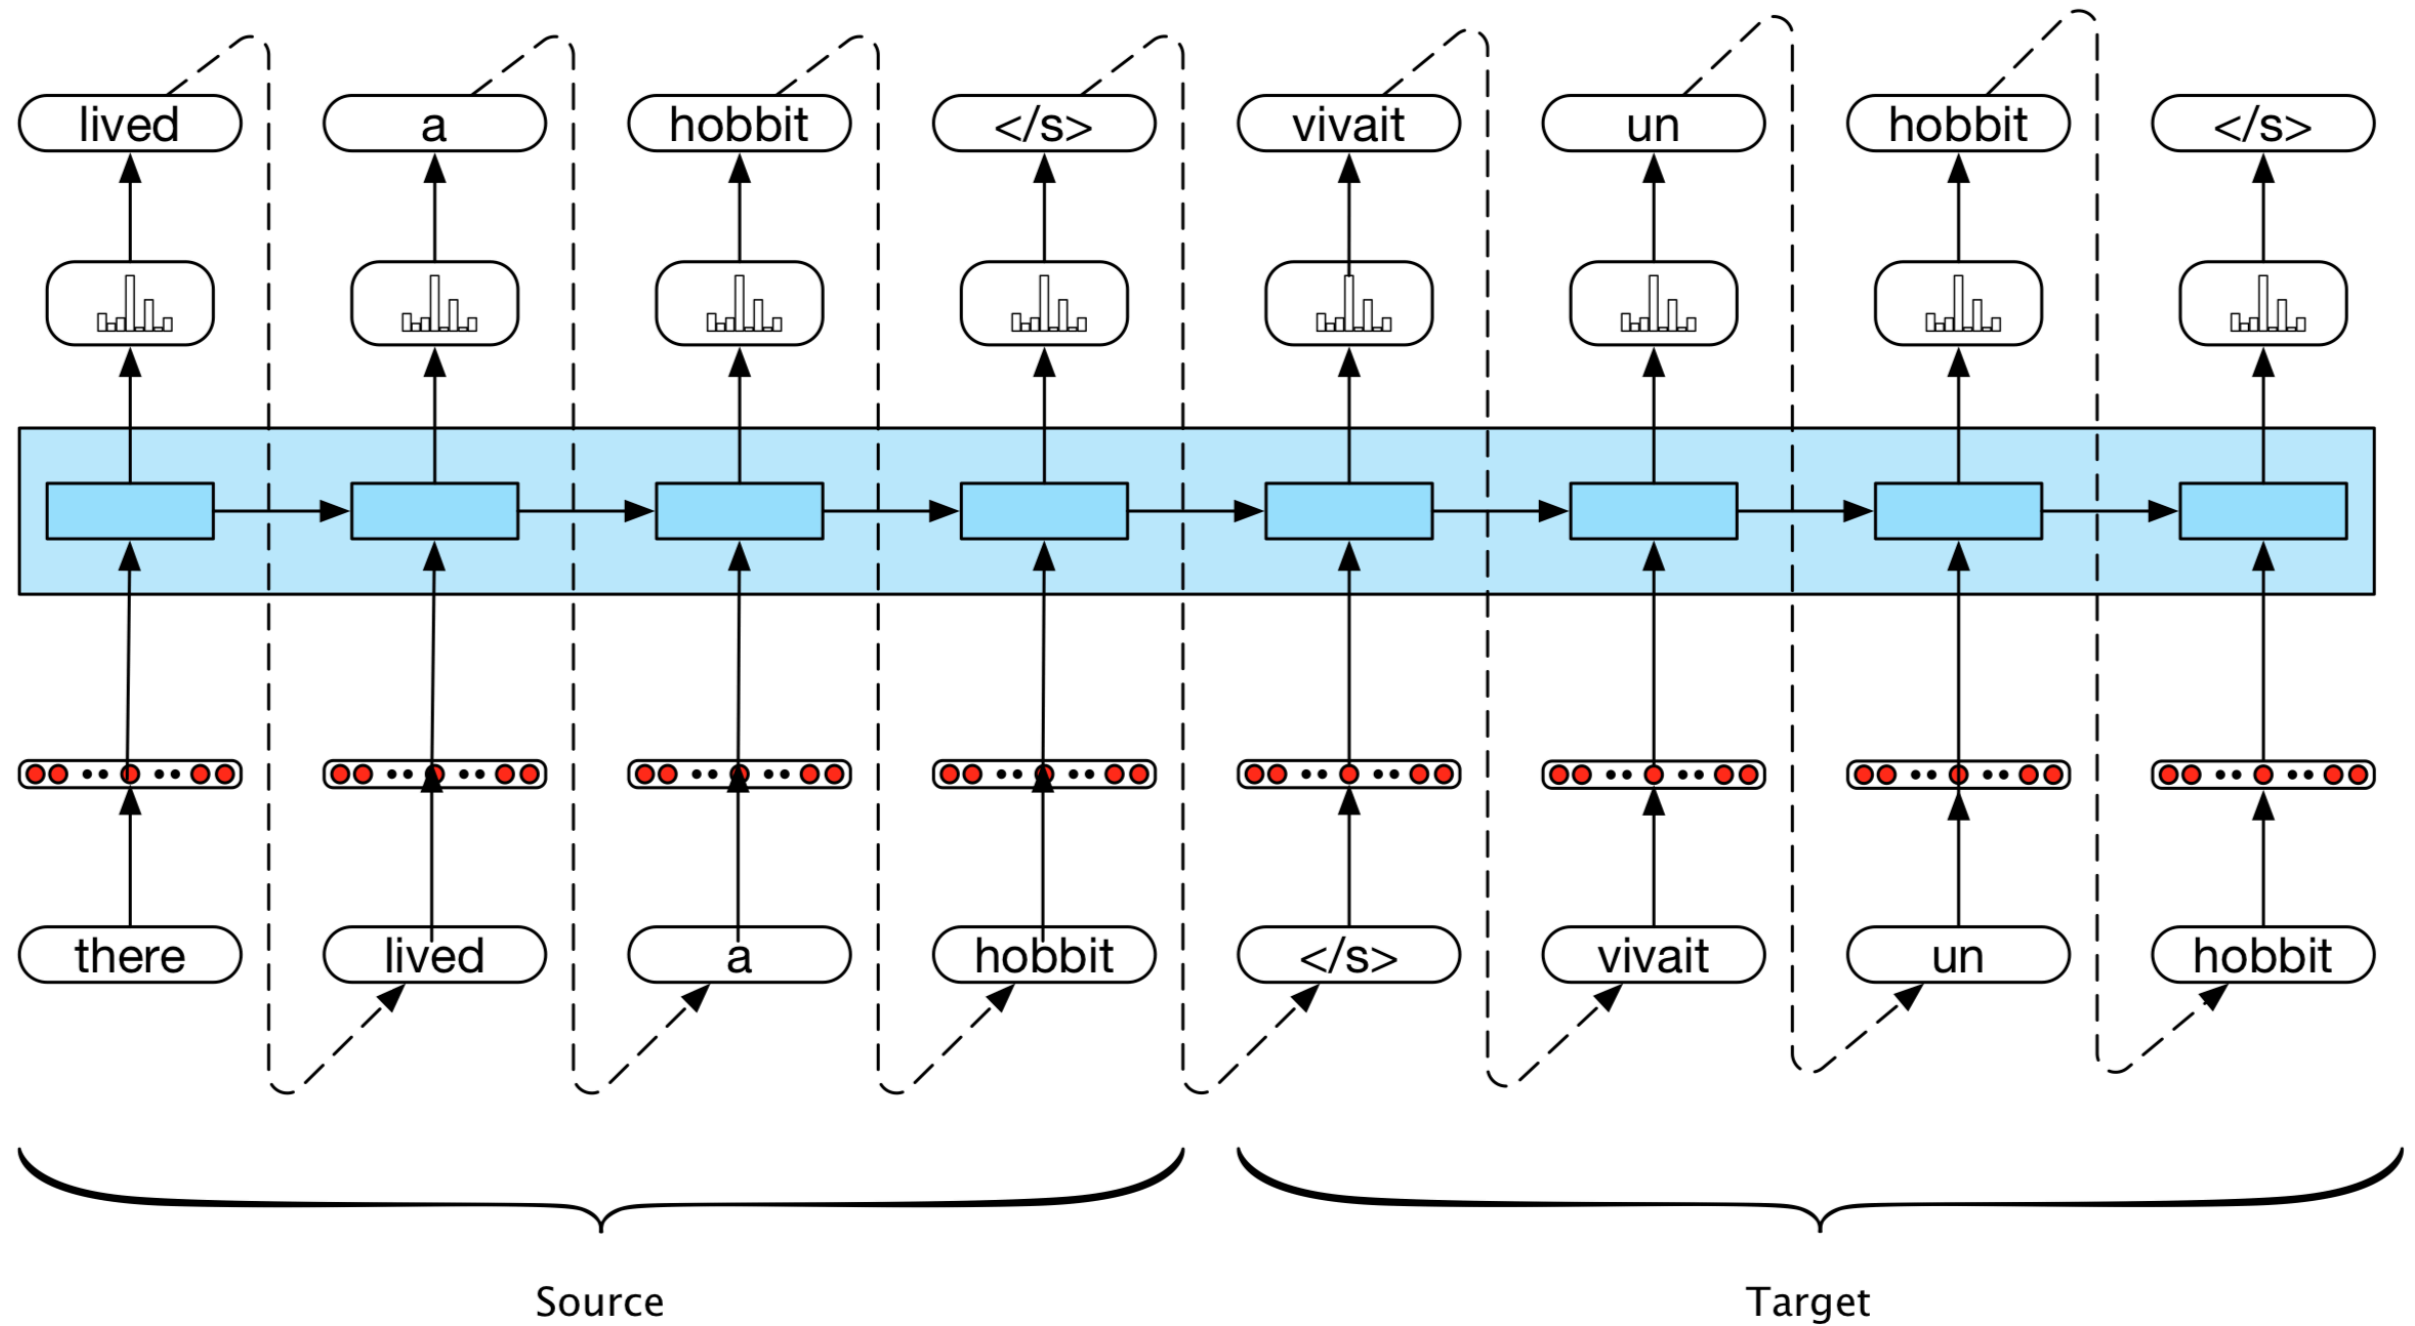 lived a hobbit </s> vivait un hobbit </s>
there lived a hobbit </s> vivait un hobbit
Source Target